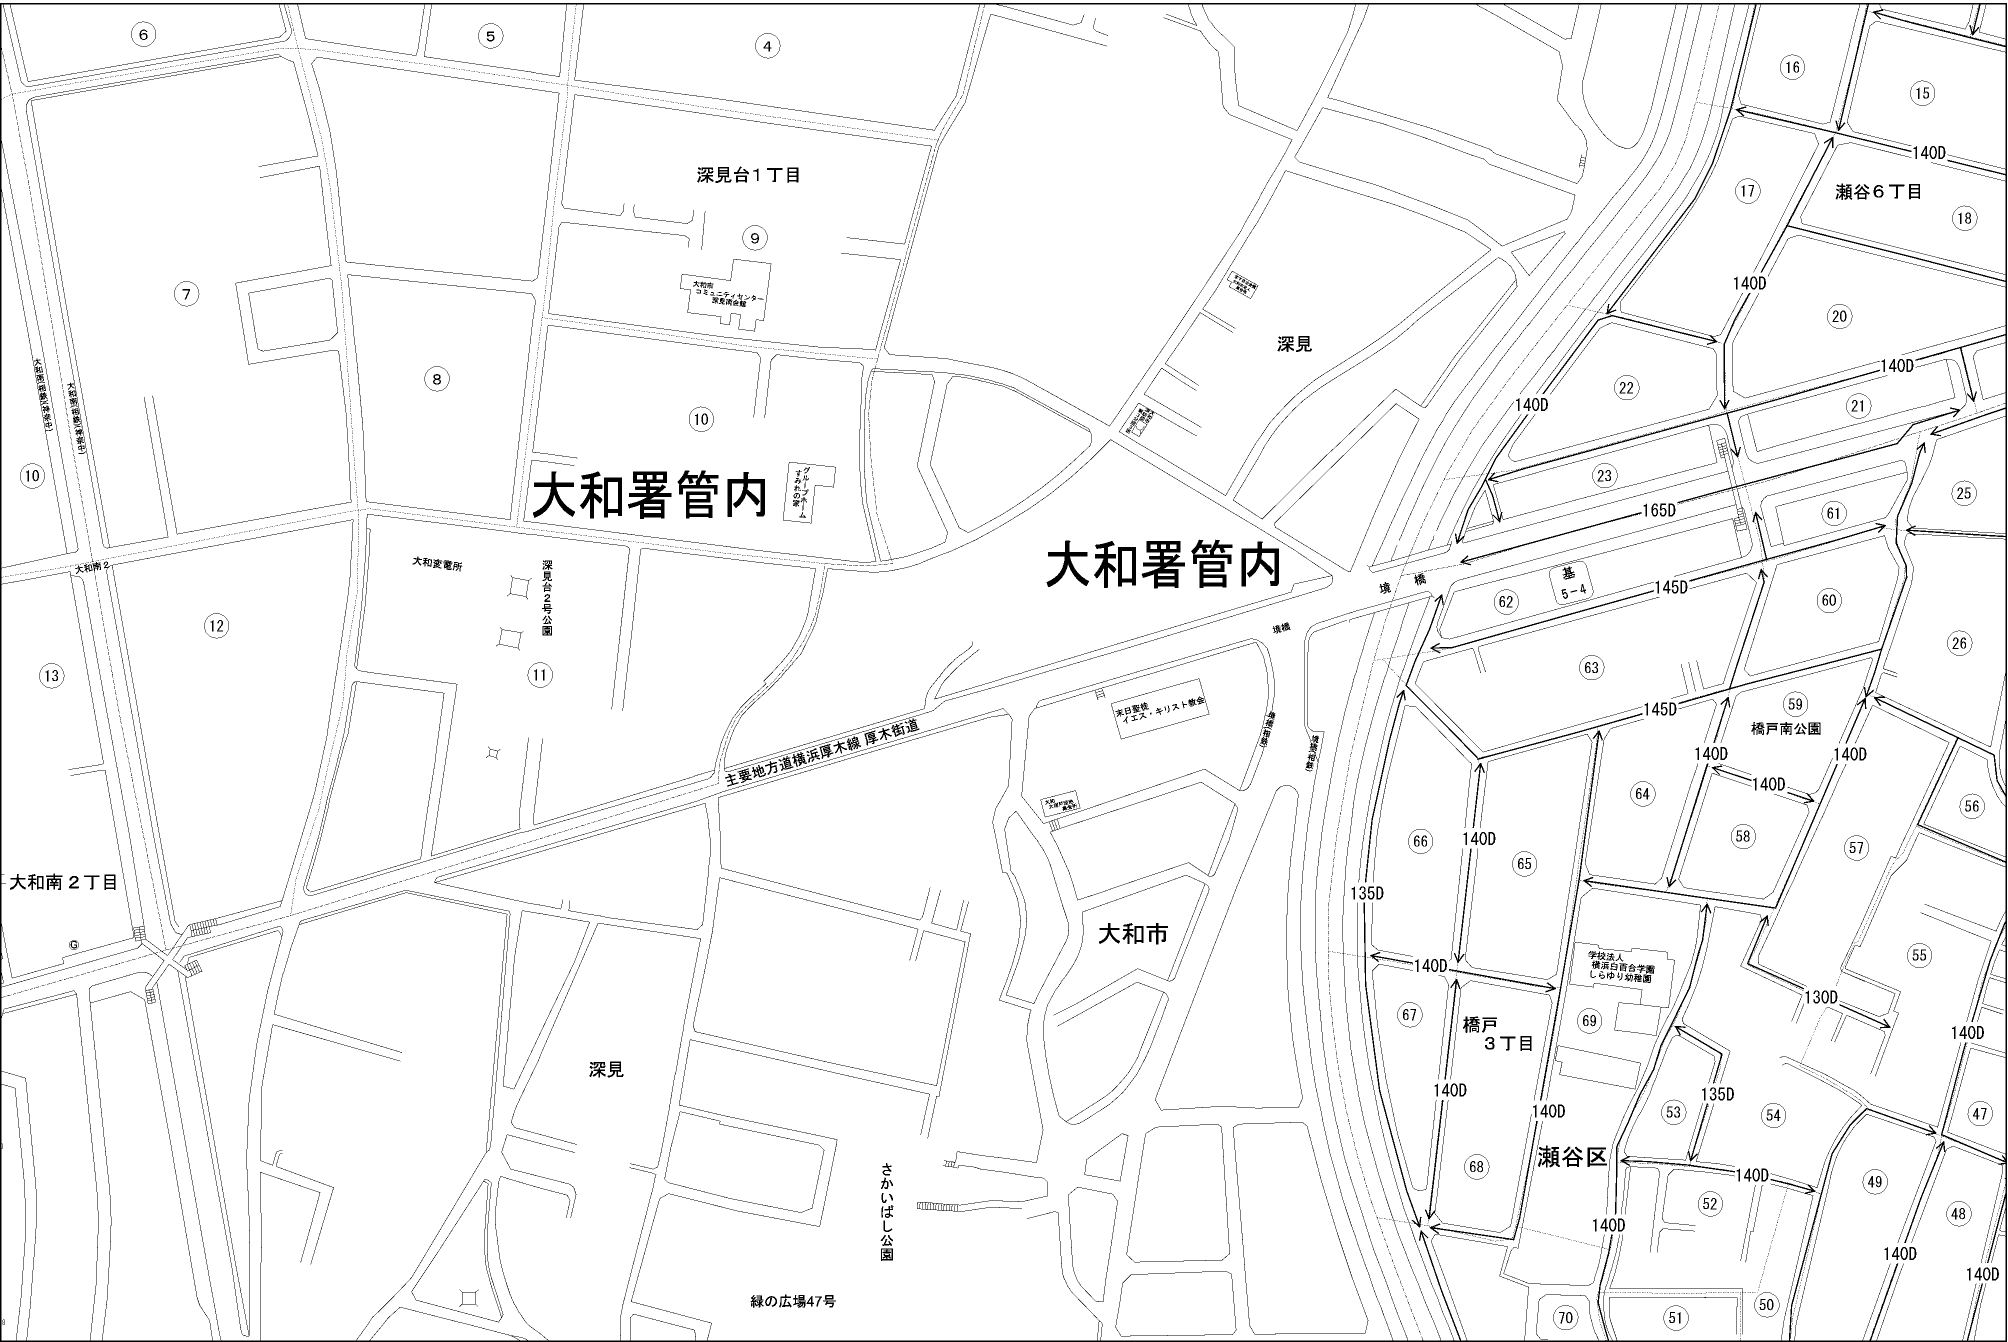 6
5
4
16
15
140D
深見台1丁目
17
瀬谷6丁目
18
9
7
大和市
コミュニティセンター
深見南会館
140D
20
深見
140D
8
22
140D
21
10
10
大和署管内
グループホーム
すみれの家
23
165D
61
25
大和南2
大和変電所
深見台2号公園
大和署管内
境橋
62
基
5-4
145D
60
12
13
11
境橋
63
26
末日聖徒
イエス・キリスト教会
145D
59
橋戸南公園
主要地方道横浜厚木線 厚木街道
境橋(相鉄)
境橋(相鉄)
140D
140D
140D
64
56
66
140D
65
58
57
大和南2丁目
135D
G
大和市
学校法人
横浜白百合学園
しらゆり幼稚園
55
140D
130D
67
橋戸
3丁目
69
140D
深見
140D
140D
135D
53
54
47
さかいばし公園
68
瀬谷区
140D
52
49
48
140D
140D
140D
緑の広場47号
70
51
50